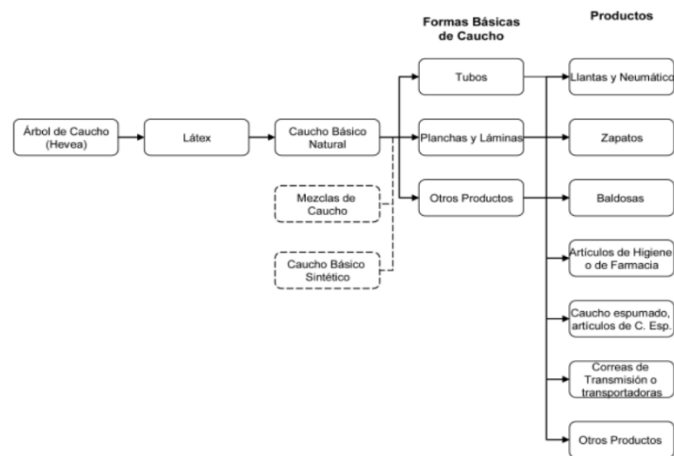 Formas Básicas
de Caucho
Productos
Tubos
Llantas y Neumático
Árbol de Caucho
(Hevea)
Látex
Caucho Básico
Natural
Planchas y Láminas
Zapatos
Mezclas de
Caucho
Otros Productos
Baldosas
Caucho Básico
Sintético
Artículos de Higiene
o de Farmacia
Caucho espumado,
artículos de C. Esp.
Correas de
Transmisión o
transportadoras
Otros Productos